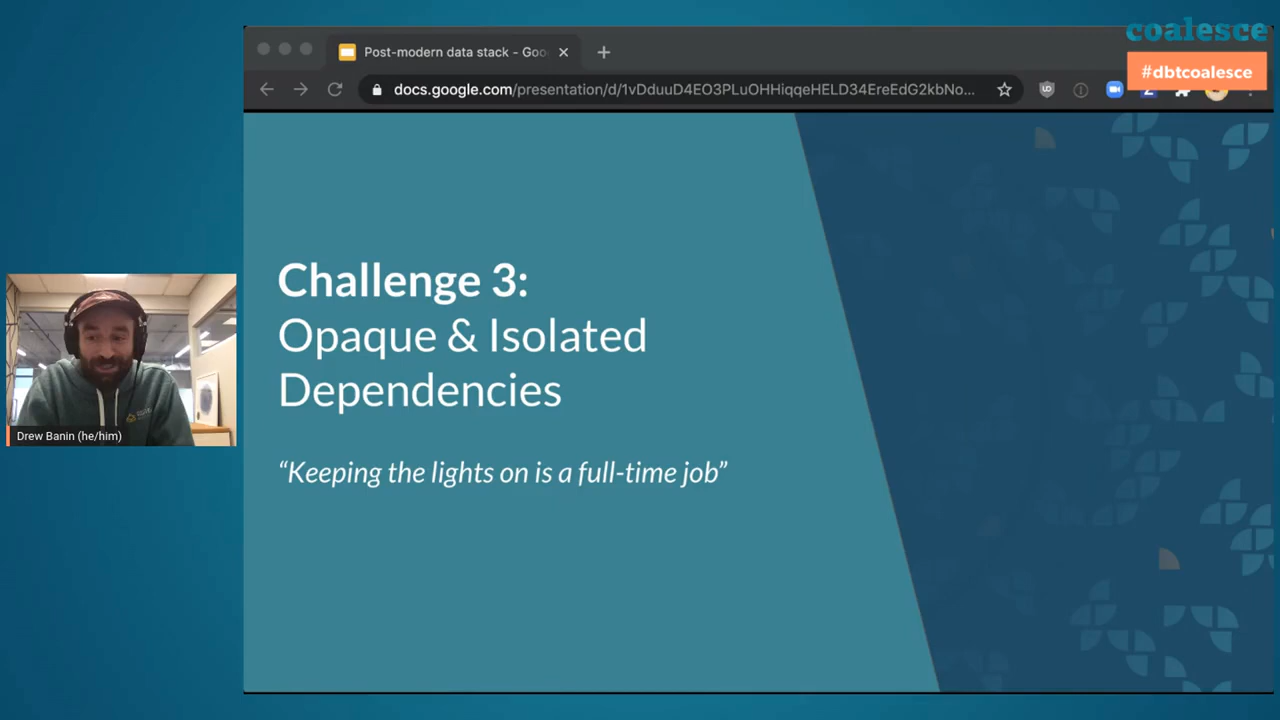 coalesce
#dbtcoalesce
Post-modern data stack - Goo
docs.google.com/presentation/d/1vDduuD4EO3PLuOHHiqqeHELD34EreEdG2kbNo...
Challenge 3:
Opaque & Isolated
Dependencies
“Keeping the lights on is a full-time job”
Drew Banin (he/him)